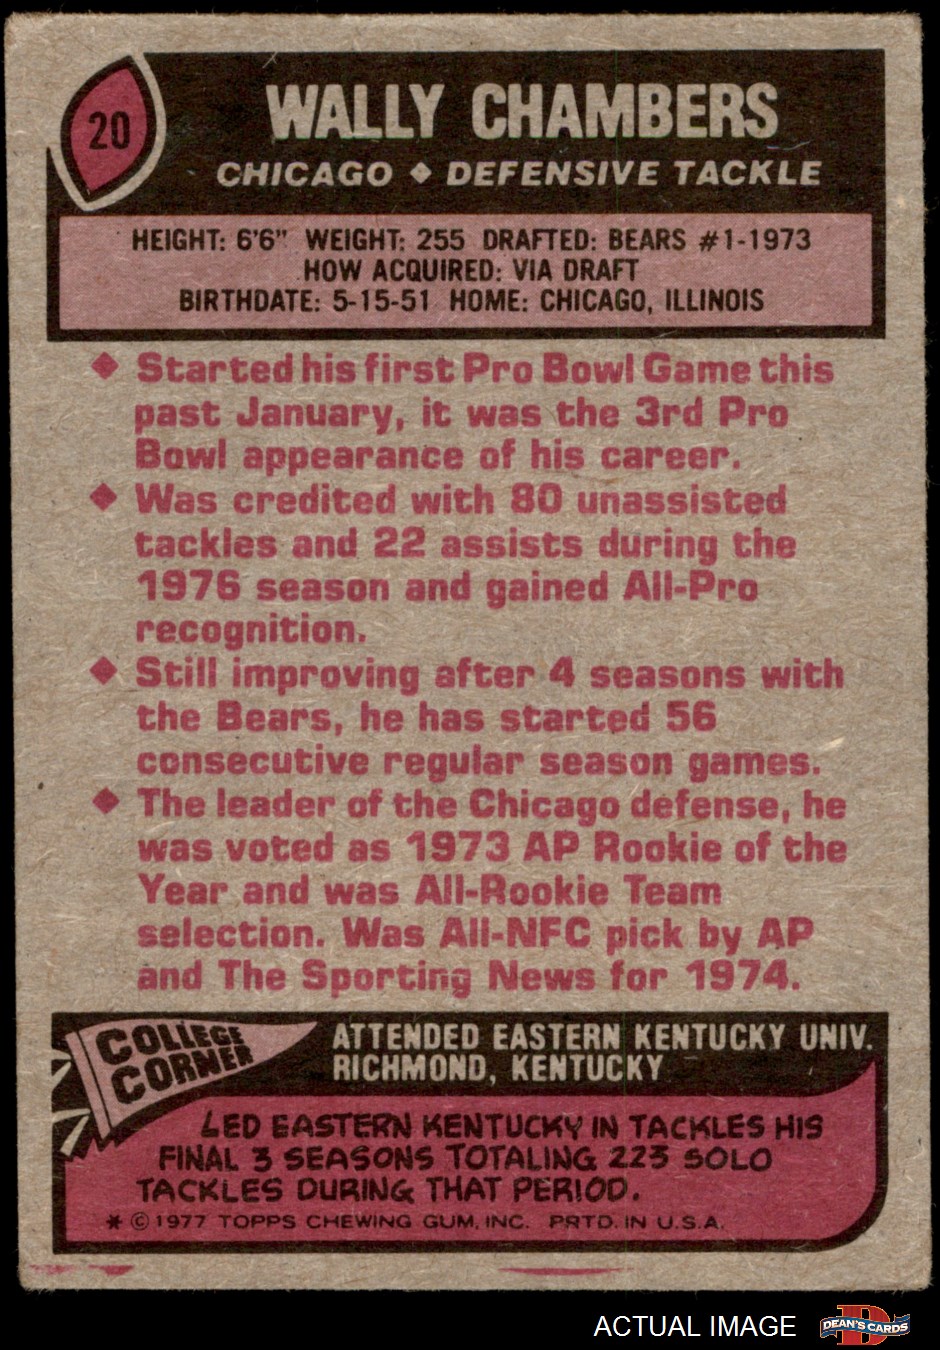 20
WALLY CHAMBERS
CHICAGO ◆ DEFENSIVE TACKLE
HEIGHT: 6'6" WEIGHT: 255 DRAFTED: BEARS #1-1973
HOW ACQUIRED: VIA DRAFT
BIRTHDATE: 5-15-51 HOME: CHICAGO, ILLINOIS
◆ Started his first Pro Bowl Game this
past January, it was the 3rd Pro
Bowl appearance of his career.
◆ Was credited with 80 unassisted
tackles and 22 assists during the
1976 season and gained All-Pro
recognition.
◆ Still improving after 4 seasons with
the Bears, he has started 56
consecutive regular season games.
◆ The leader of the Chicago defense, he
was voted as 1973 AP Rookie of the
Year and was All-Rookie Team
selection. Was All-NFC pick by AP
and The Sporting News for 1974.
COLLEGE
CORNER
ATTENDED EASTERN KENTUCKY UNIV.
RICHMOND, KENTUCKY
LED EASTERN KENTUCKY IN TACKLES HIS
FINAL 3 SEASONS TOTALING 223 SOLO
TACKLES DURING THAT PERIOD.
* © 1977 TOPPS CHEWING GUM, INC. PRTD. IN U.S.A.
ACTUAL IMAGE
D
DEAN'S CARDS